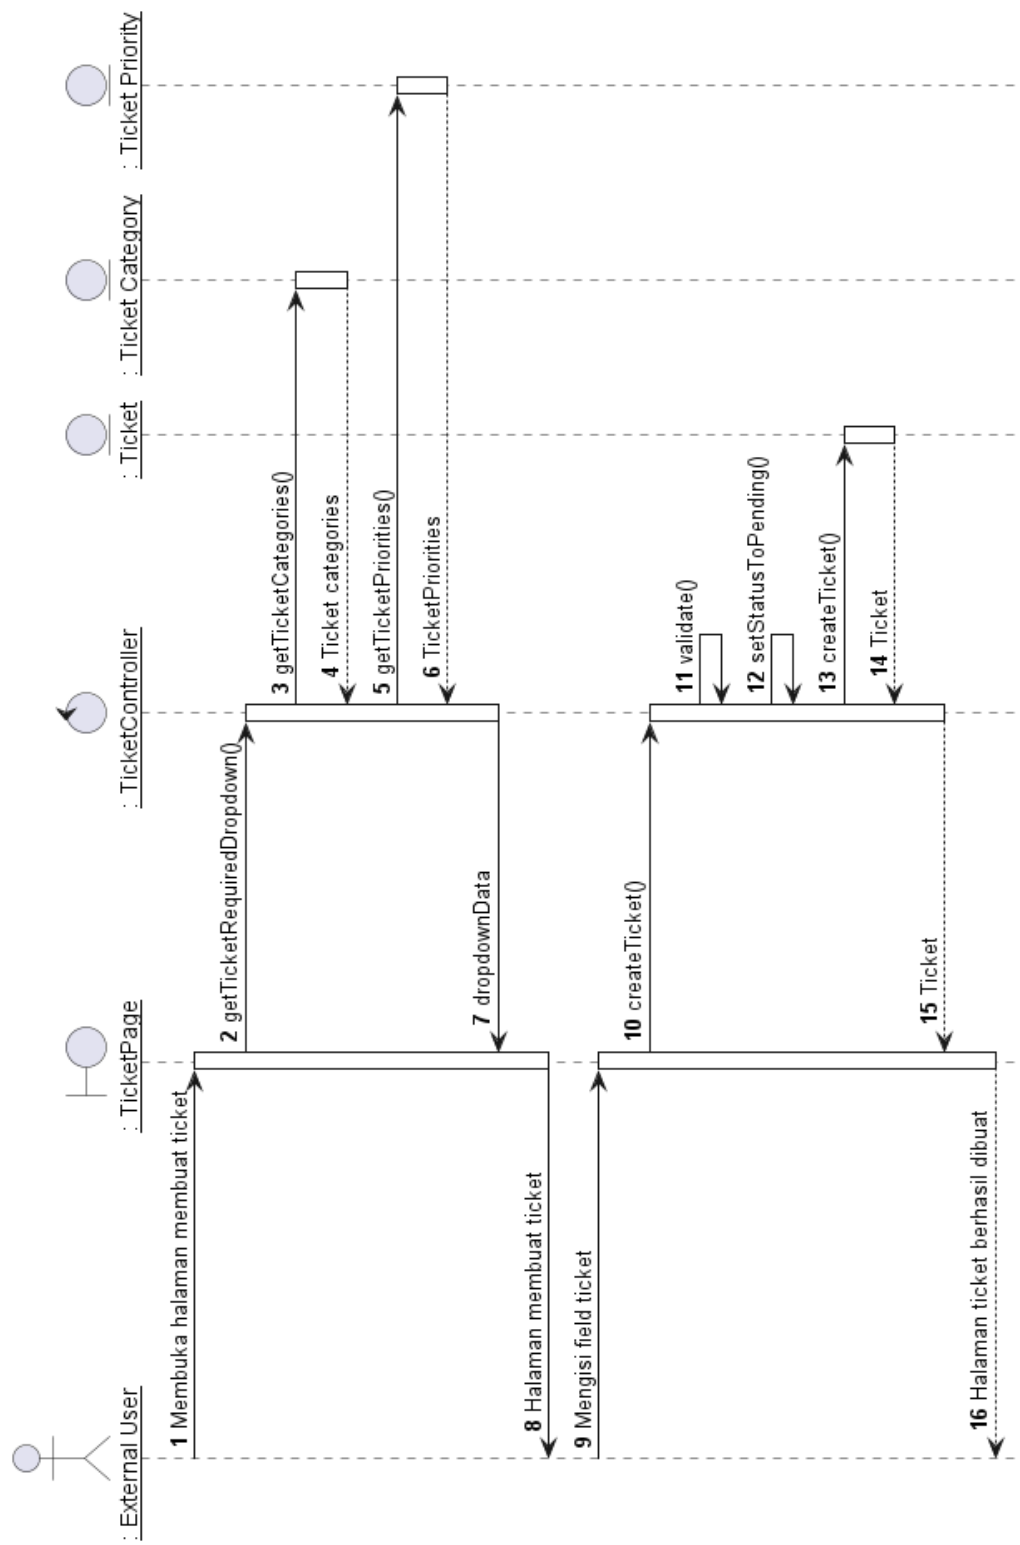 : External User
: TicketPage
: TicketController
: Ticket
: Ticket Category
: Ticket Priority
1 Membuka halaman membuat ticket
2 getTicketRequiredDropdown()
3 getTicketCategories()
4 Ticket categories
5 getTicketPriorities()
6 TicketPriorities
7 dropdownData
8 Halaman membuat ticket
9 Mengisi field ticket
10 createTicket()
11 validate()
12 setStatusToPending()
13 createTicket()
14 Ticket
15 Ticket
16 Halaman ticket berhasil dibuat